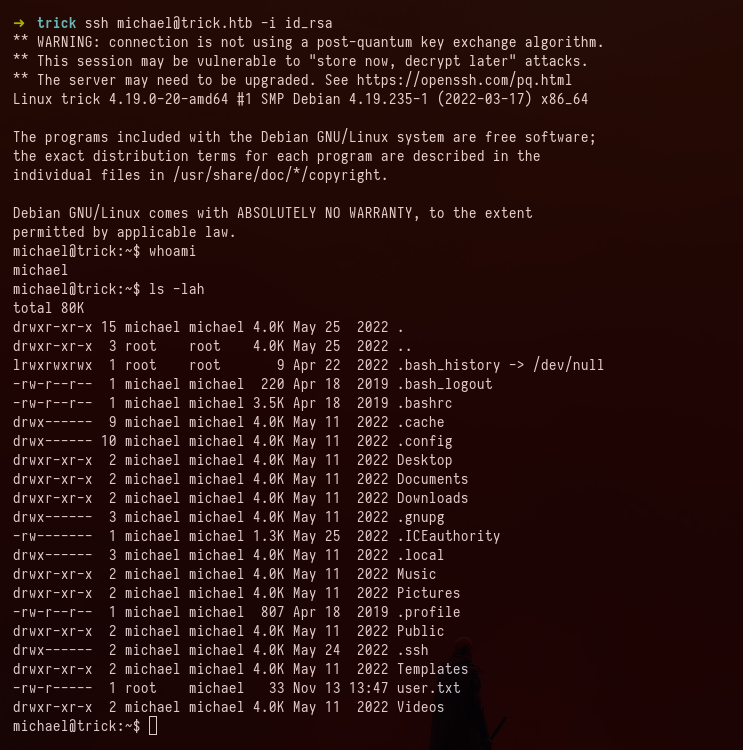 → trick ssh michael@trick.htb -i id_rsa
** WARNING: connection is not using a post-quantum key exchange algorithm.
** This session may be vulnerable to "store now, decrypt later" attacks.
** The server may need to be upgraded. See https://openssh.com/pq.html
Linux trick 4.19.0-20-amd64 #1 SMP Debian 4.19.235-1 (2022-03-17) x86_64

The programs included with the Debian GNU/Linux system are free software;
the exact distribution terms for each program are described in the
individual files in /usr/share/doc/*/copyright.

Debian GNU/Linux comes with ABSOLUTELY NO WARRANTY, to the extent
permitted by applicable law.
michael@trick:~$ whoami
michael
michael@trick:~$ ls -lah
total 80K
drwxr-xr-x 15 michael michael 4.0K May 25  2022 .
drwxr-xr-x  3 root    root    4.0K May 25  2022 ..
lrwxrwxrwx  1 root    root       9 Apr 22  2022 .bash_history -> /dev/null
-rw-r--r--  1 michael michael  220 Apr 18  2019 .bash_logout
-rw-r--r--  1 michael michael 3.5K Apr 18  2019 .bashrc
drwx------  9 michael michael 4.0K May 11  2022 .cache
drwx------ 10 michael michael 4.0K May 11  2022 .config
drwxr-xr-x  2 michael michael 4.0K May 11  2022 Desktop
drwxr-xr-x  2 michael michael 4.0K May 11  2022 Documents
drwxr-xr-x  2 michael michael 4.0K May 11  2022 Downloads
drwx------  3 michael michael 4.0K May 11  2022 .gnupg
-rw-------  1 michael michael 1.3K May 25  2022 .ICEauthority
drwx------  3 michael michael 4.0K May 11  2022 .local
drwxr-xr-x  2 michael michael 4.0K May 11  2022 Music
drwxr-xr-x  2 michael michael 4.0K May 11  2022 Pictures
-rw-r--r--  1 michael michael  807 Apr 18  2019 .profile
drwxr-xr-x  2 michael michael 4.0K May 11  2022 Public
drwx------  2 michael michael 4.0K May 24  2022 .ssh
drwxr-xr-x  2 michael michael 4.0K May 11  2022 Templates
-rw-r-----  1 root    michael   33 Nov 13 13:47 user.txt
drwxr-xr-x  2 michael michael 4.0K May 11  2022 Videos
michael@trick:~$